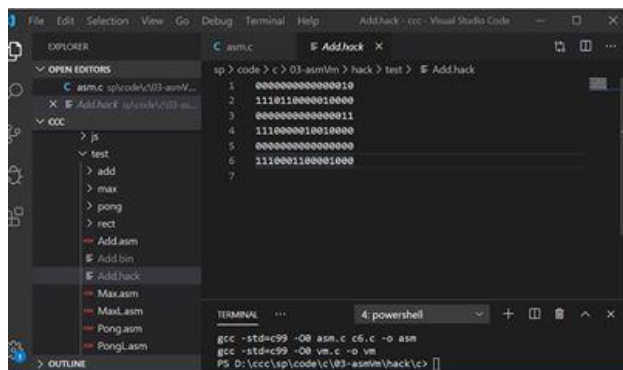 File Edit Selection View Go Debug Terminal Help Add.hack - ccc - Visual Studio Code
EXPLORER
OPEN EDITORS
C asm.c sp\code\c\03-asmV...
Add.hack
CCC
js
test
add
max
pong
rect
Add.asm
Add.bin
Add.hack
Max.asm
MaxL.asm
Pong.asm
PongL.asm
OUTLINE
C asm.c
Add.hack
sp > code > c > 03-asmVm > hack > test > Add.hack
1 0000000000000010
2 1110110000010000
3 0000000000000011
4 1110000010010000
5 0000000000000000
6 1110001100001000
7
TERMINAL ... 4: powershell
gcc -std=c99 -O0 asm.c c6.c -o asm
gcc -std=c99 -O0 vm.c -o vm
PS D:\ccc\sp\code\c\03-asmVm\hack\c>